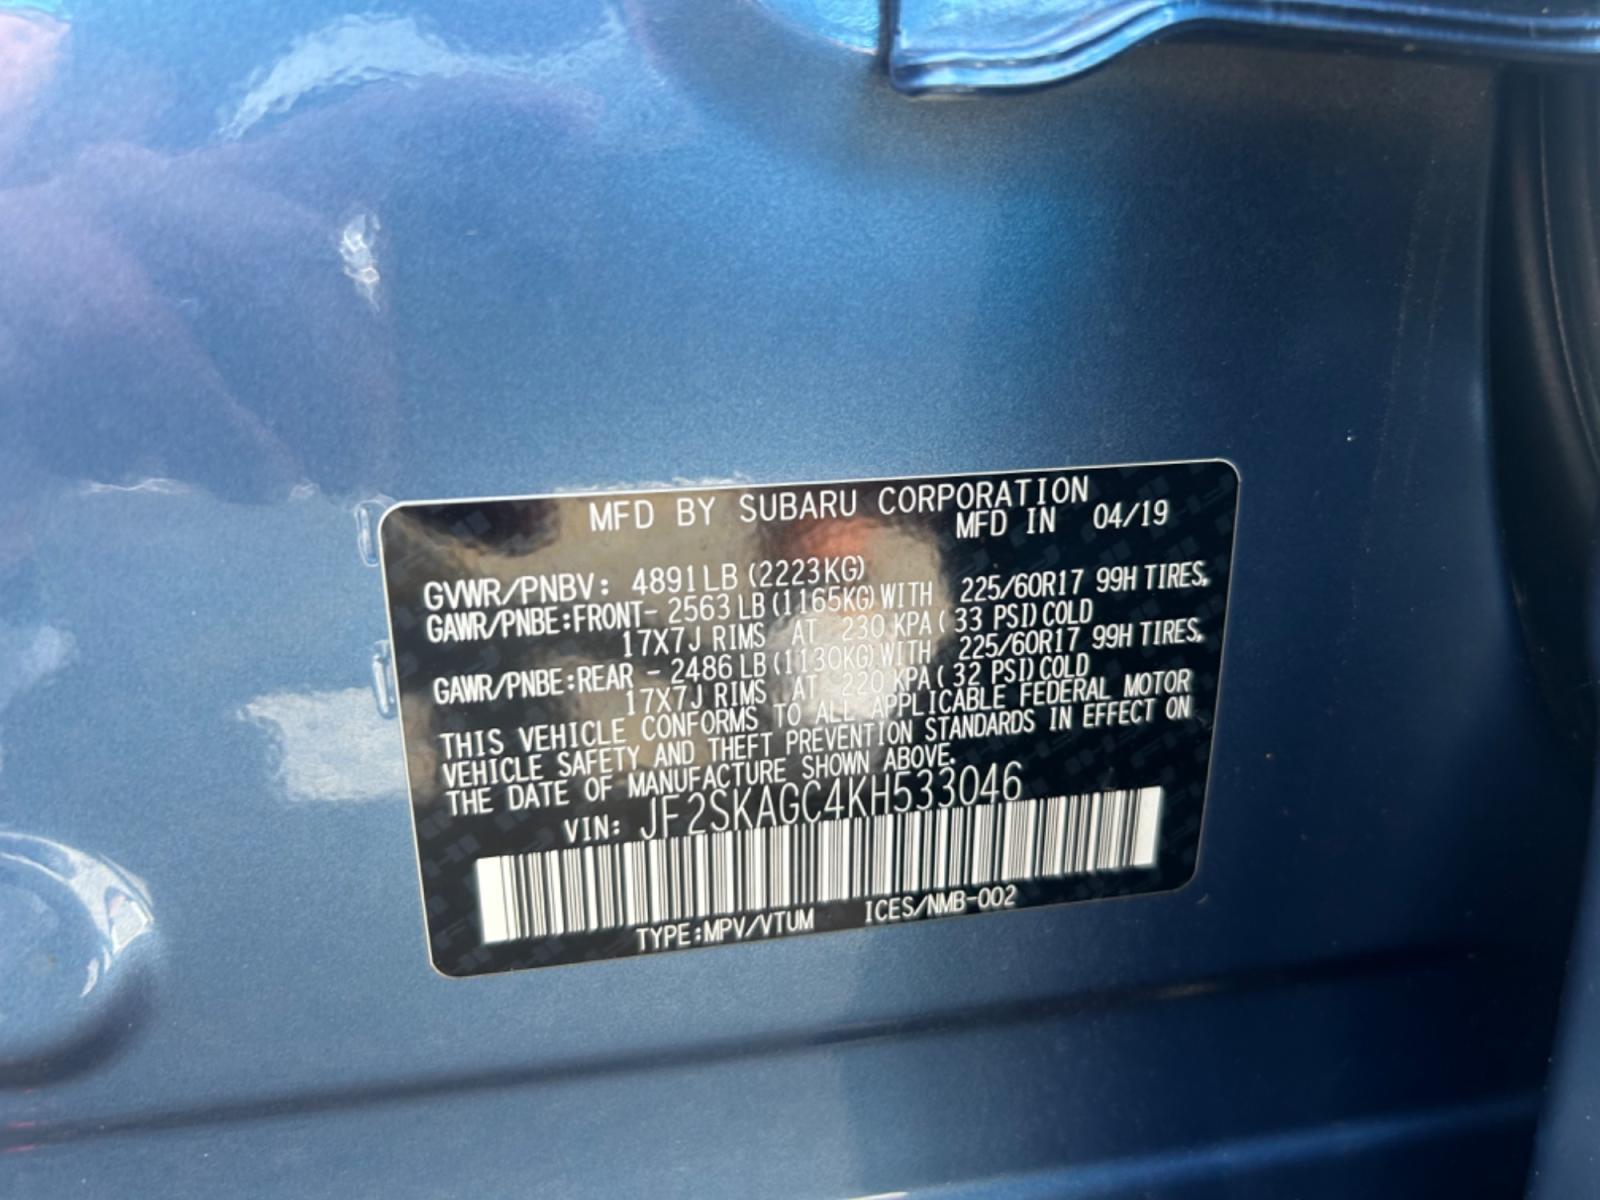 MFD BY SUBARU CORPORATION
MFD IN 04/19
GVWR/PNBV: 4891LB (2223KG)
GAWR/PNBE:FRONT- 2563 LB (1165KG) WITH 225/60R17 99H TIRES,
17X7J RIMS AT 230 KPA ( 33 PSI) COLD
GAWR/PNBE:REAR - 2486 LB (1130KG) WITH 225/60R17 99H TIRES,
17X7J RIMS AT 220 KPA ( 32 PSI) COLD
THIS VEHICLE CONFORMS TO ALL APPLICABLE FEDERAL MOTOR
VEHICLE SAFETY AND THEFT PREVENTION STANDARDS IN EFFECT ON
THE DATE OF MANUFACTURE SHOWN ABOVE.
VIN: JF2SKAGC4KH533046
TYPE:MPV/VTUM ICES/NMB-002